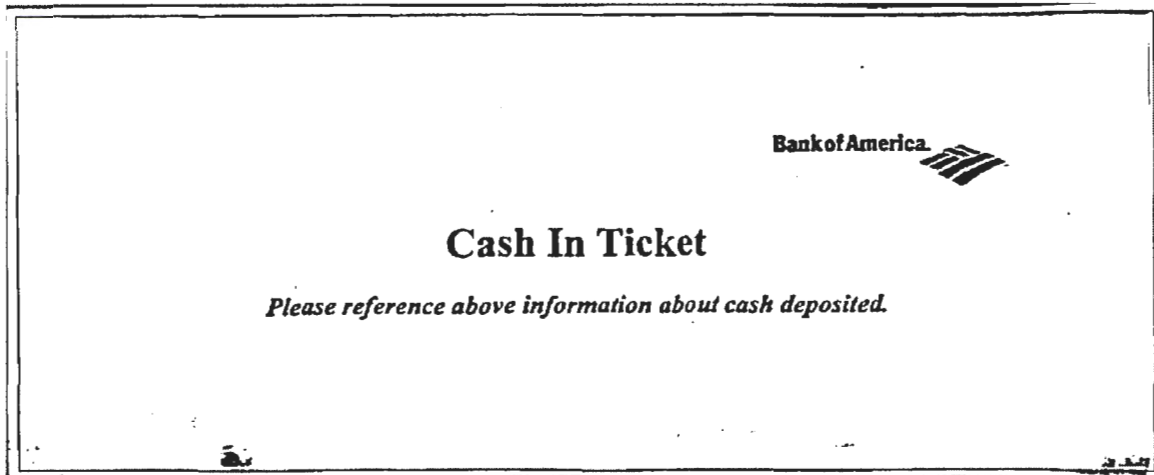 Bank of America.
Cash In Ticket
Please reference above information about cash deposited.